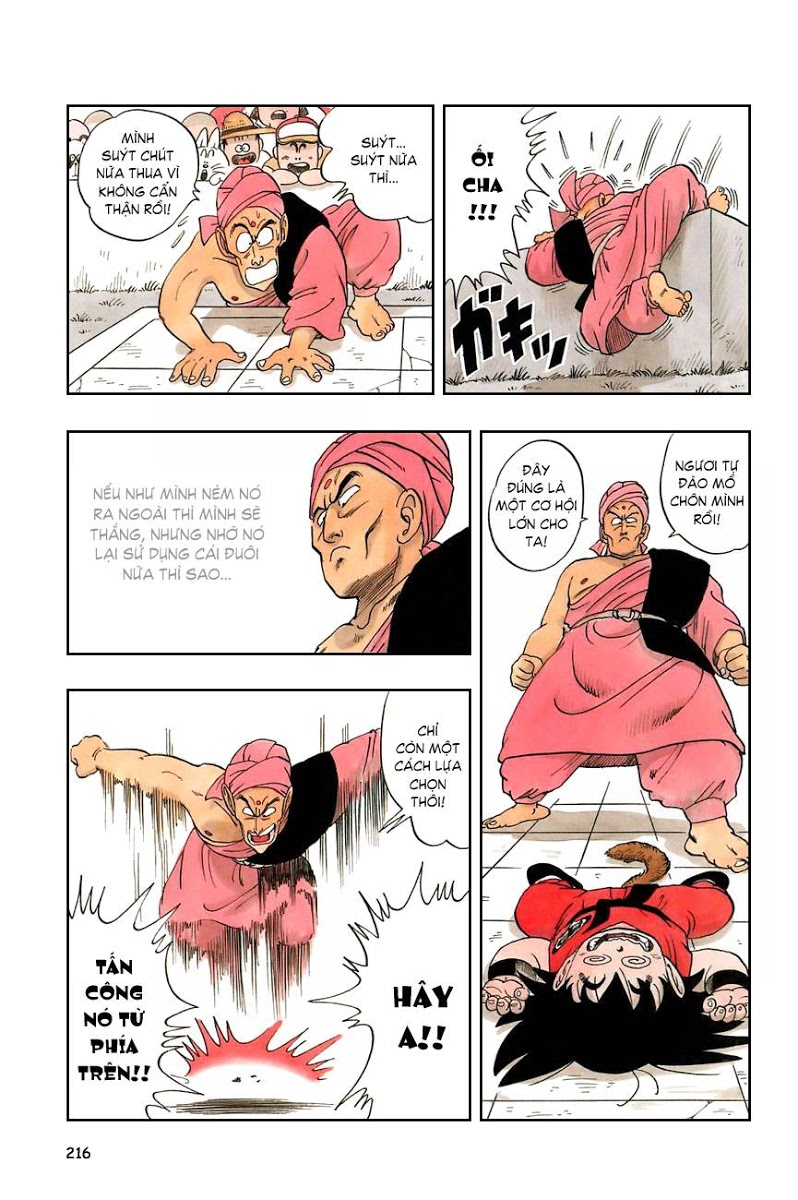 ỐI
CHA
!!!
ガキッ
SUÝT...
SUÝT NỮA
THÌ...
MÌNH
SUÝT CHÚT
NỮA THUA VÌ
KHÔNG CẨN
THẬN RỒI!
NGƯƠI TỰ
ĐÀO MỒ
CHÔN MÌNH
RỒI!
ĐÂY
ĐÚNG LÀ
MỘT CƠ HỘI
LỚN CHO
TA!
NẾU NHƯ MÌNH NÉM NÓ
RA NGOÀI THÌ MÌNH SẼ
THẮNG, NHƯNG NHỠ NÓ
LẠI SỬ DỤNG CÁI ĐUÔI
NỮA THÌ SAO...
CHỈ
CÒN MỘT
CÁCH LỰA
CHỌN
THÔI!
HÂY
A!!
TẤN
CÔNG
NÓ TỪ
PHÍA
TRÊN!!
216